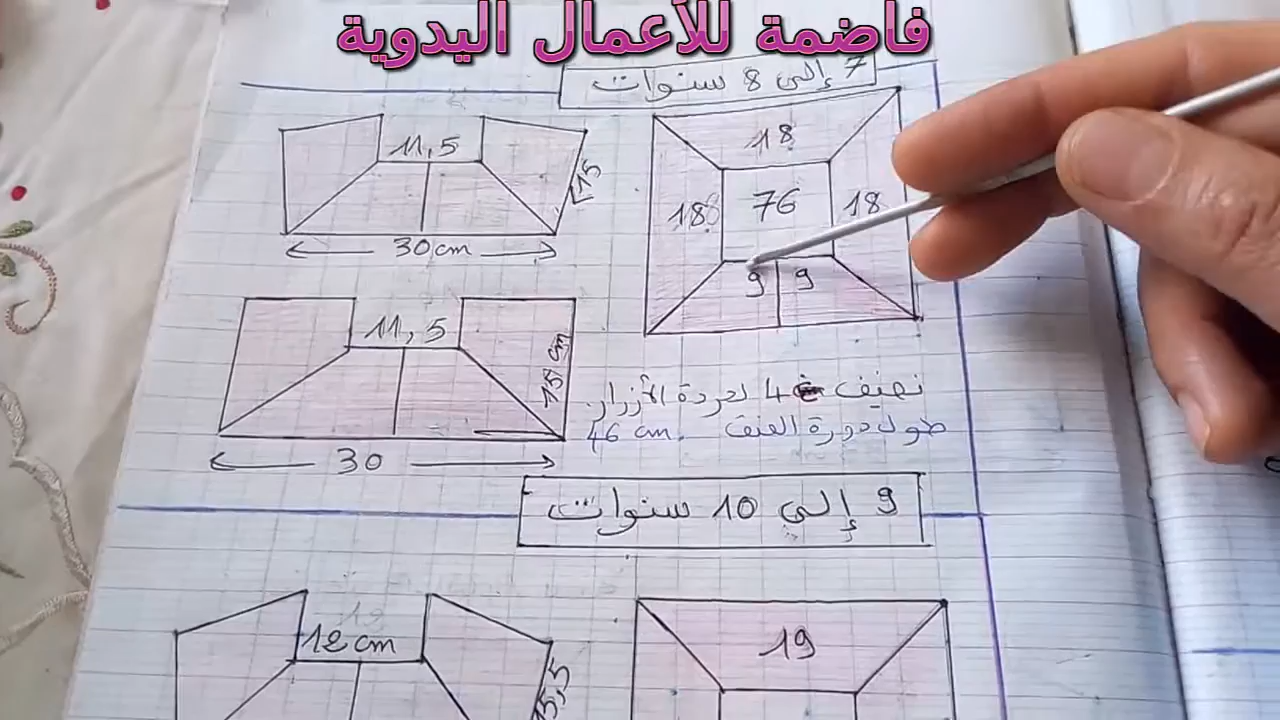 فاضمة للأعمال اليدوية
7 إلى 8 سنوات
11,5
15
30 cm
18
18
76
18
9
9
11,5
15 cm
30
نضيف 4 لحردة الأزرار.
طول دورة العنف 46 cm.
9 إلى 10 سنوات
12 cm
15,5
19